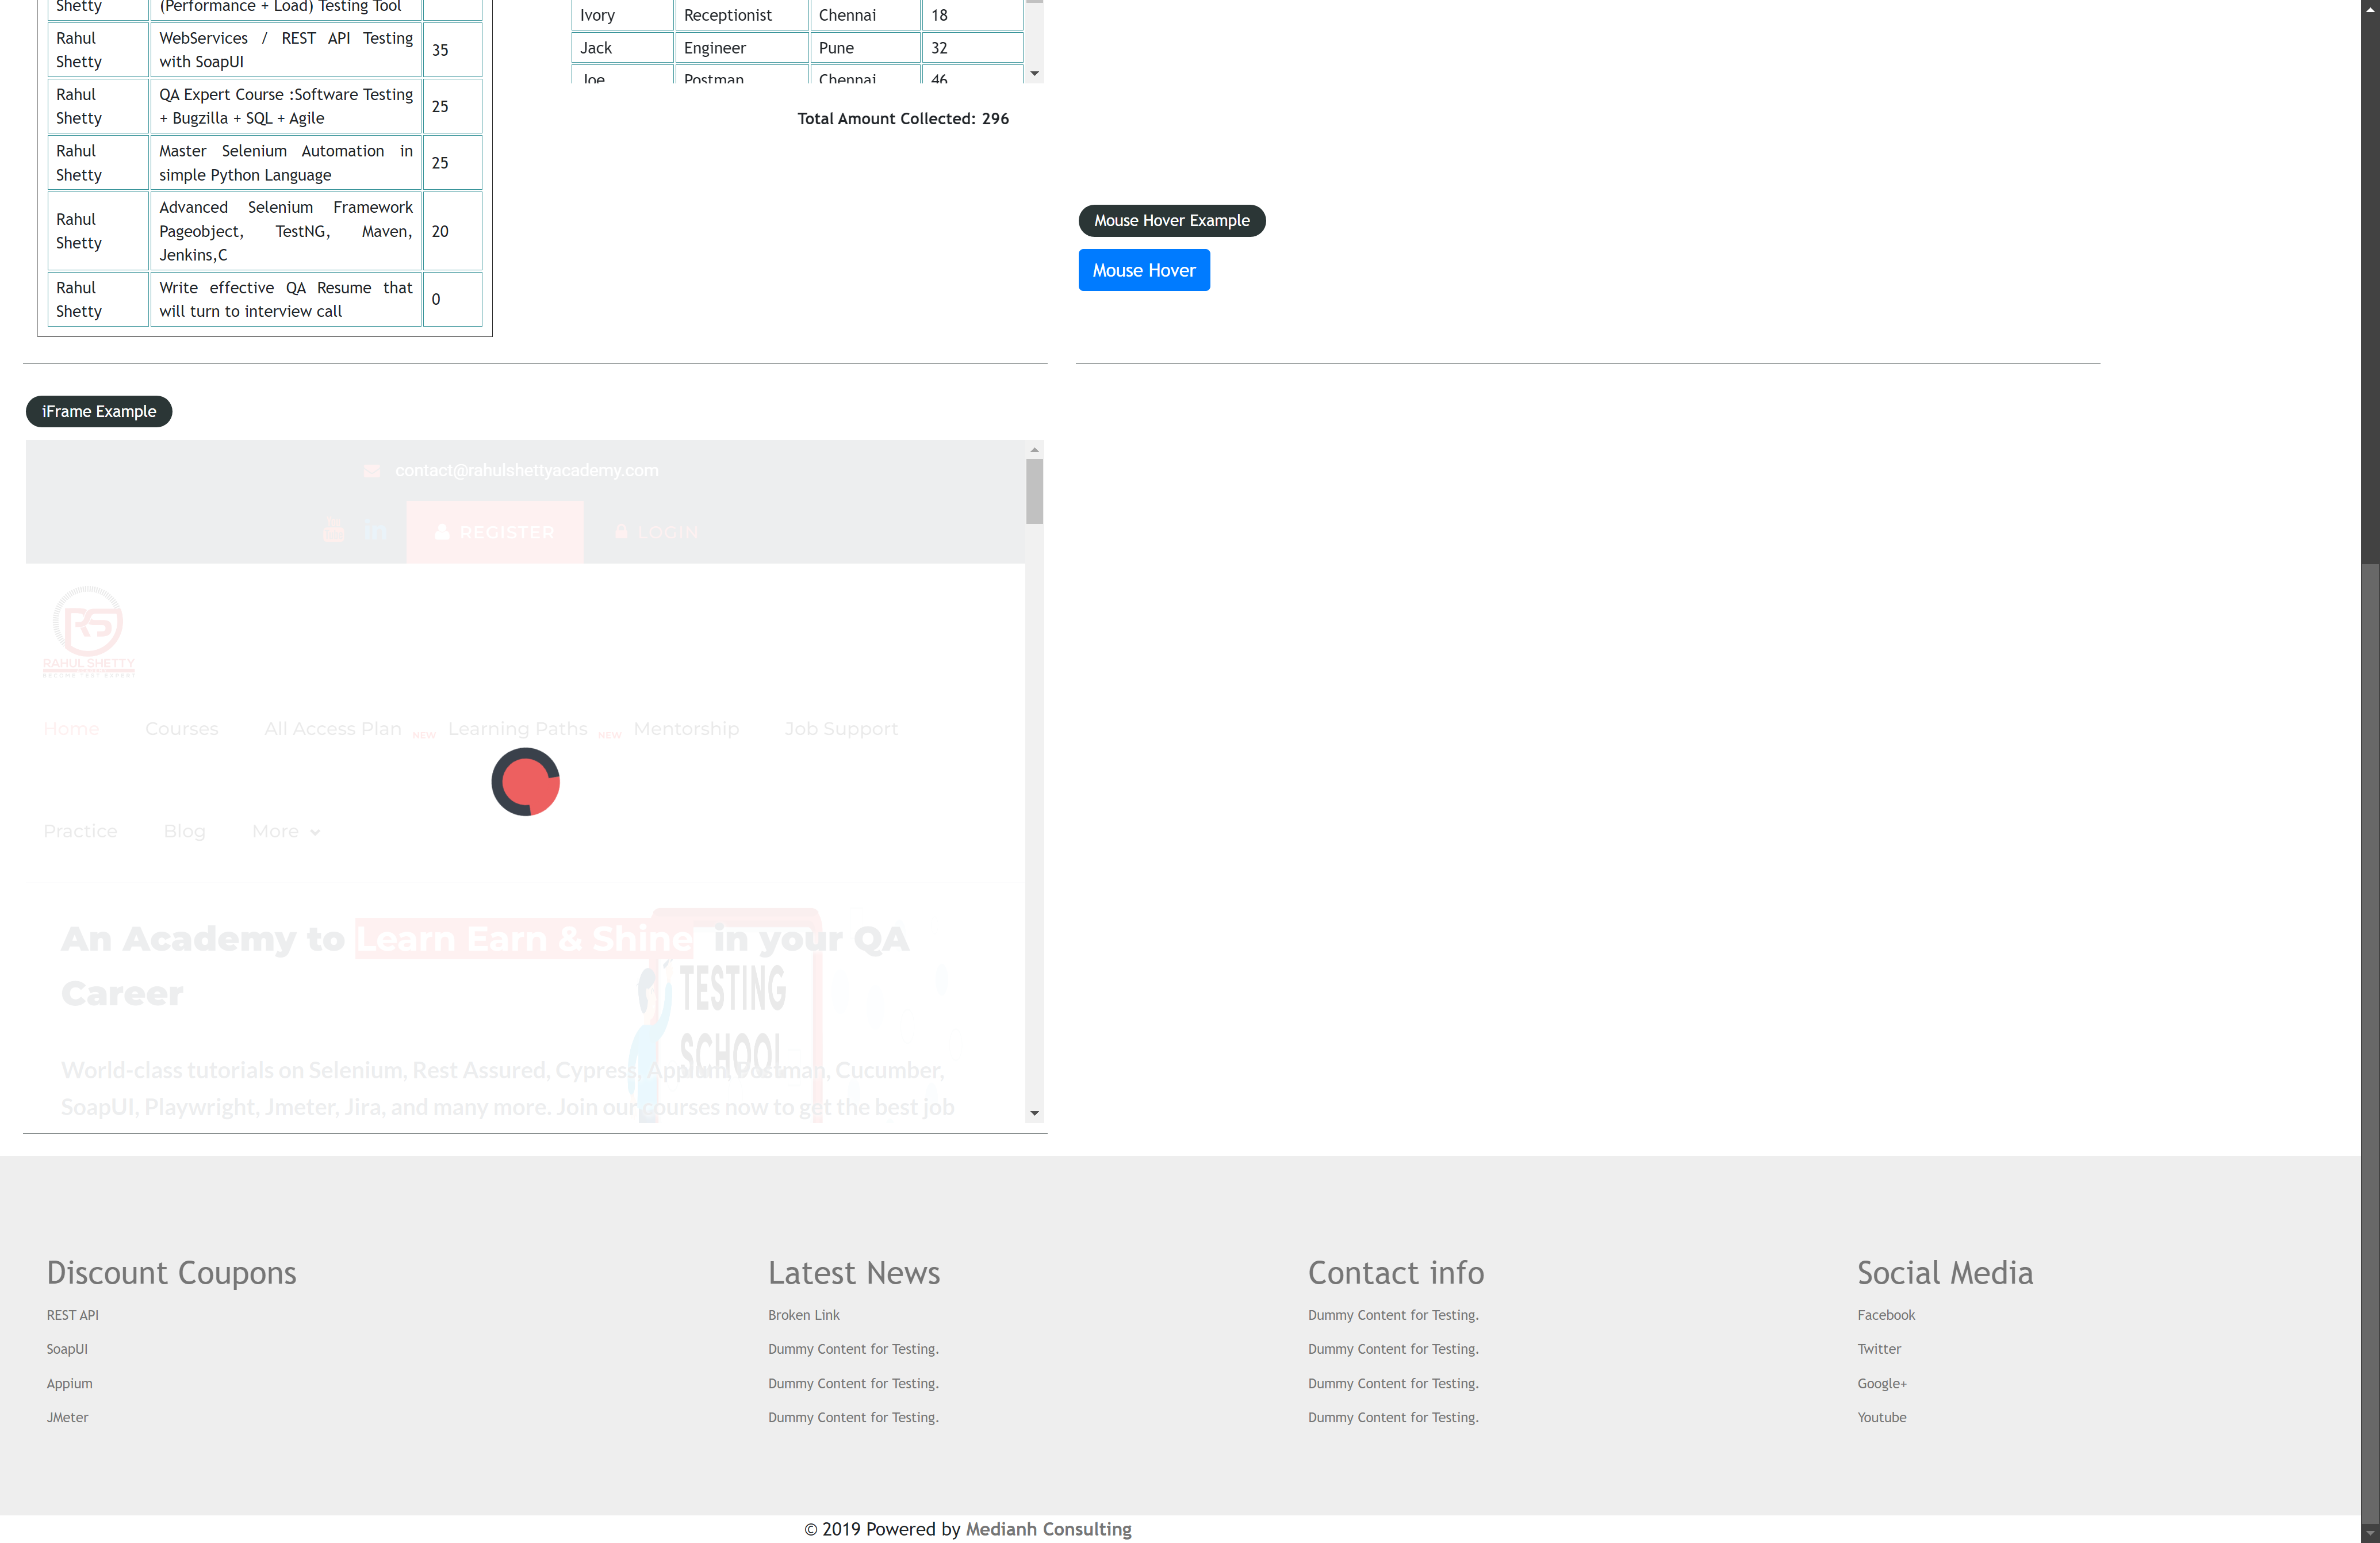 Shetty
(Performance + Load) Testing Tool
Rahul
Shetty
WebServices / REST API Testing
with SoapUI
35
Rahul
Shetty
QA Expert Course :Software Testing
+ Bugzilla + SQL + Agile
25
Rahul
Shetty
Master Selenium Automation in
simple Python Language
25
Rahul
Shetty
Advanced Selenium Framework
Pageobject, TestNG, Maven,
Jenkins,C
20
Rahul
Shetty
Write effective QA Resume that
will turn to interview call
0
Ivory Receptionist Chennai 18
Jack Engineer Pune 32
Joe Postman Chennai 46
Total Amount Collected: 296
Mouse Hover Example
Mouse Hover
iFrame Example
contact@rahulshettyacademy.com
REGISTER LOGIN
RS
RAHUL SHETTY
Home Courses All Access Plan NEW Learning Paths NEW Mentorship Job Support
Practice Blog More
An Academy to Learn Earn & Shine in your QA
Career
TESTING
SCHOOL
World-class tutorials on Selenium, Rest Assured, Cypress, Appium, Postman, Cucumber,
SoapUI, Playwright, Jmeter, Jira, and many more. Join our courses now to get the best job
Discount Coupons
REST API
SoapUI
Appium
JMeter
Latest News
Broken Link
Dummy Content for Testing.
Dummy Content for Testing.
Dummy Content for Testing.
Contact info
Dummy Content for Testing.
Dummy Content for Testing.
Dummy Content for Testing.
Dummy Content for Testing.
Social Media
Facebook
Twitter
Google+
Youtube
© 2019 Powered by Medianh Consulting